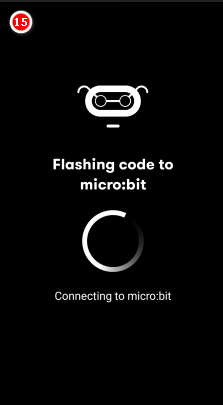 15
Flashing code to
micro:bit
Connecting to micro:bit